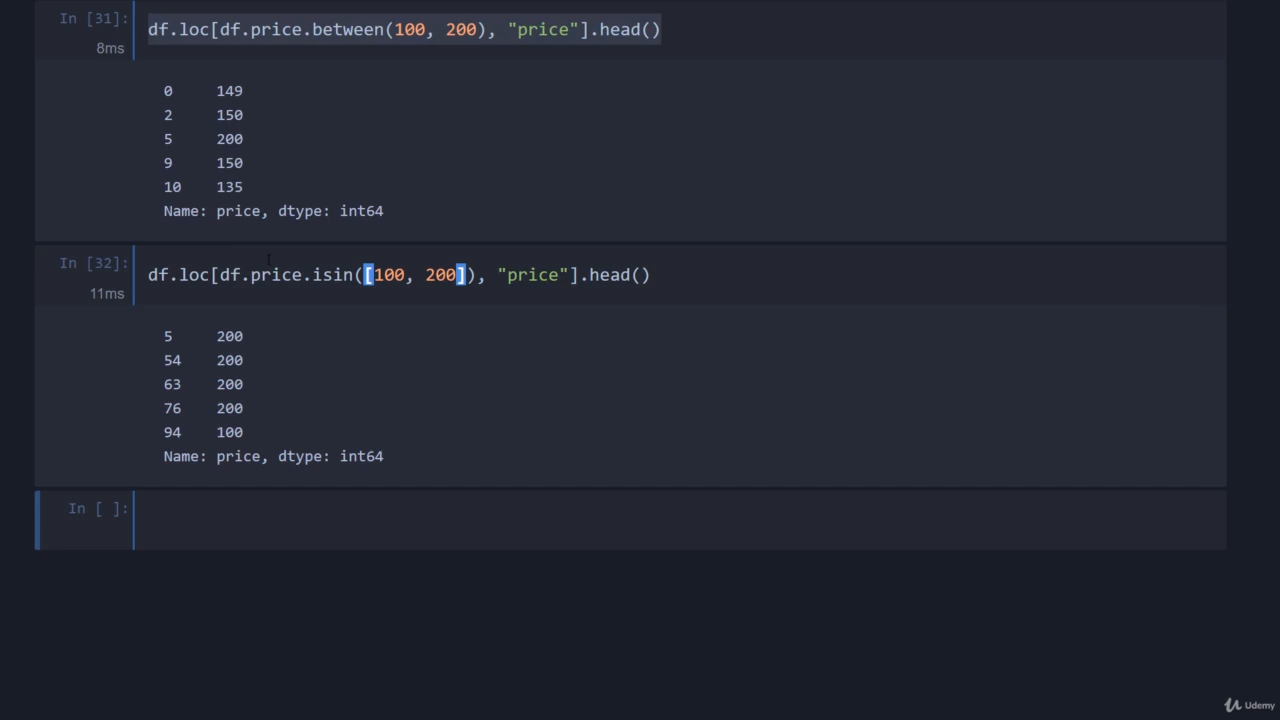 In [31]:
8ms
df.loc[df.price.between(100, 200), "price"].head()
0 149
2 150
5 200
9 150
10 135
Name: price, dtype: int64
In [32]:
11ms
df.loc[df.price.isin([100, 200]), "price"].head()
5 200
54 200
63 200
76 200
94 100
Name: price, dtype: int64
In [ ]:
Udemy